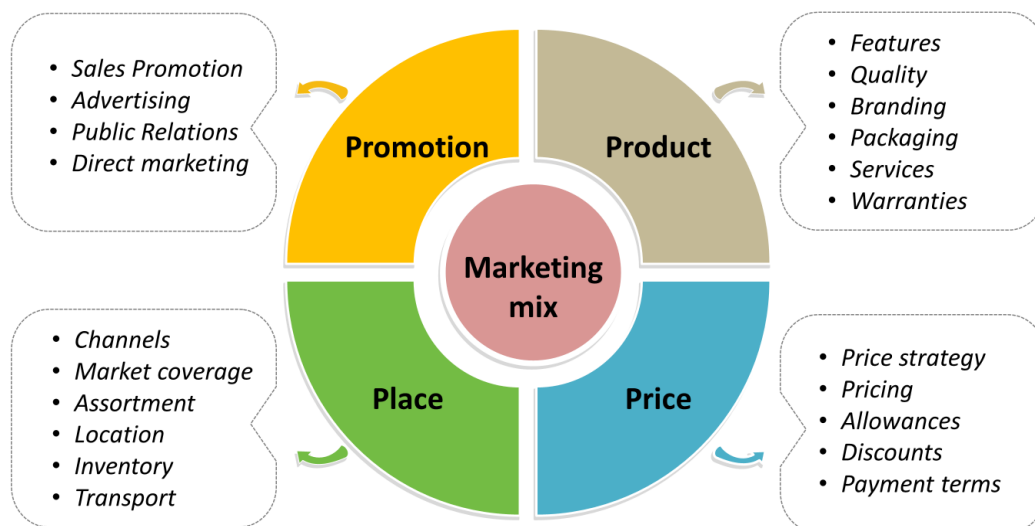 • Sales Promotion
• Advertising
• Public Relations
• Direct marketing
Promotion
Product
• Features
• Quality
• Branding
• Packaging
• Services
• Warranties
Marketing
mix
• Channels
• Market coverage
• Assortment
• Location
• Inventory
• Transport
Place
Price
• Price strategy
• Pricing
• Allowances
• Discounts
• Payment terms